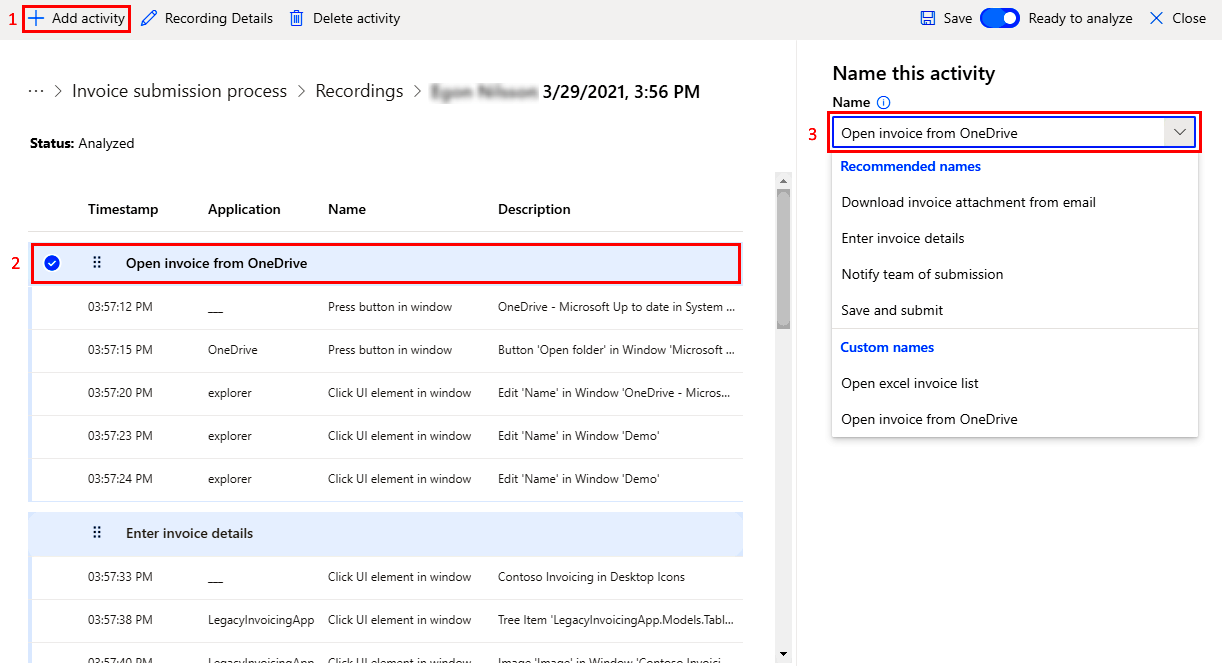 1 Add activity Recording Details Delete activity Save Ready to analyze Close
··· > Invoice submission process > Recordings > 3/29/2021, 3:56 PM
Status: Analyzed
Timestamp Application Name Description
2 Open invoice from OneDrive
03:57:12 PM ___ Press button in window OneDrive - Microsoft Up to date in System ...
03:57:15 PM OneDrive Press button in window Button 'Open folder' in Window 'Microsoft ...
03:57:20 PM explorer Click UI element in window Edit 'Name' in Window 'OneDrive - Micros...
03:57:23 PM explorer Click UI element in window Edit 'Name' in Window 'Demo'
03:57:24 PM explorer Click UI element in window Edit 'Name' in Window 'Demo'
Enter invoice details
03:57:33 PM ___ Click UI element in window Contoso Invoicing in Desktop Icons
03:57:38 PM LegacyInvoicingApp Click UI element in window Tree Item 'LegacyInvoicingApp.Models.Tabl...
03:57:40 PM LegacyInvoicingApp Click UI element in window Image 'Image' in Window 'Contoso Invoici...
Name this activity
Name
3 Open invoice from OneDrive
Recommended names
Download invoice attachment from email
Enter invoice details
Notify team of submission
Save and submit
Custom names
Open excel invoice list
Open invoice from OneDrive